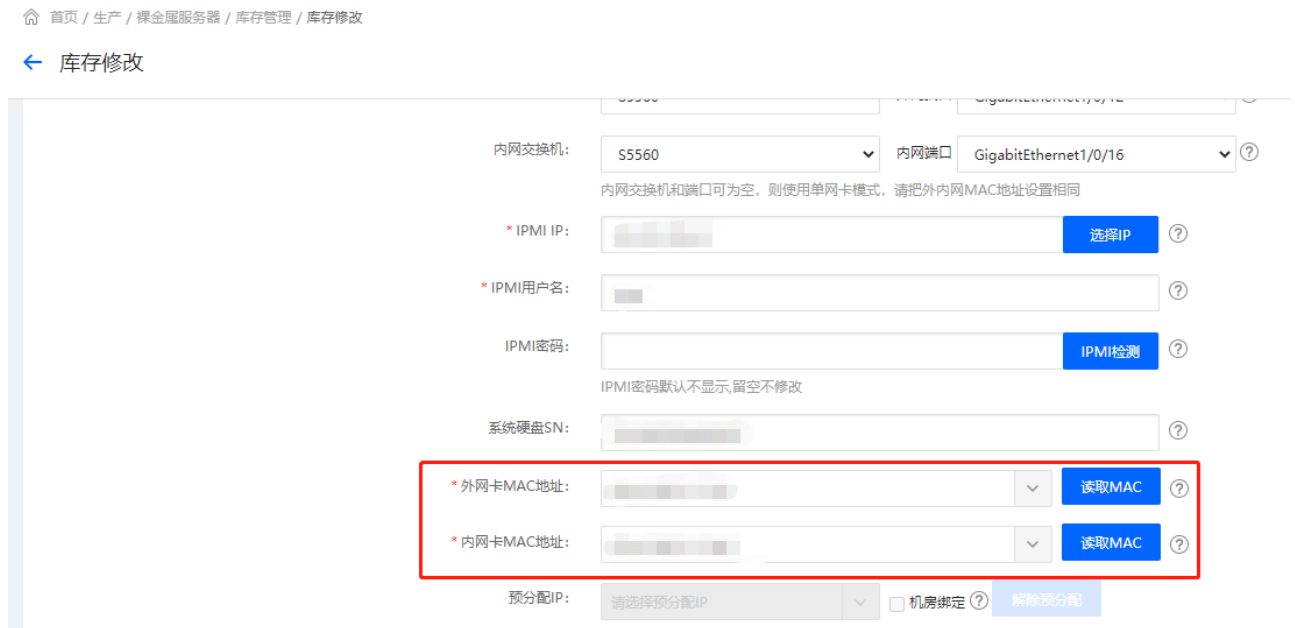 首页 / 生产 / 裸金属服务器 / 库存管理 / 库存修改
← 库存修改
内网交换机: S5560 内网端口 GigabitEthernet1/0/16 ?
内网交换机和端口可为空，则使用单网卡模式，请把外内网MAC地址设置相同
* IPMI IP: 选择IP ?
* IPMI用户名: ?
IPMI密码: IPMI检测 ?
IPMI密码默认不显示,留空不修改
系统硬盘SN: ?
* 外网卡MAC地址: 读取MAC ?
* 内网卡MAC地址: 读取MAC ?
预分配IP: 请选择预分配IP 机房绑定 ? 解除预分配